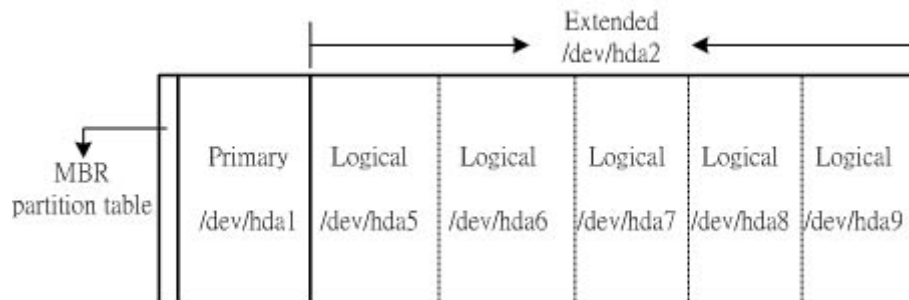 Extended
/dev/hda2
MBR
partition table
Primary
/dev/hda1
Logical
/dev/hda5
Logical
/dev/hda6
Logical
/dev/hda7
Logical
/dev/hda8
Logical
/dev/hda9